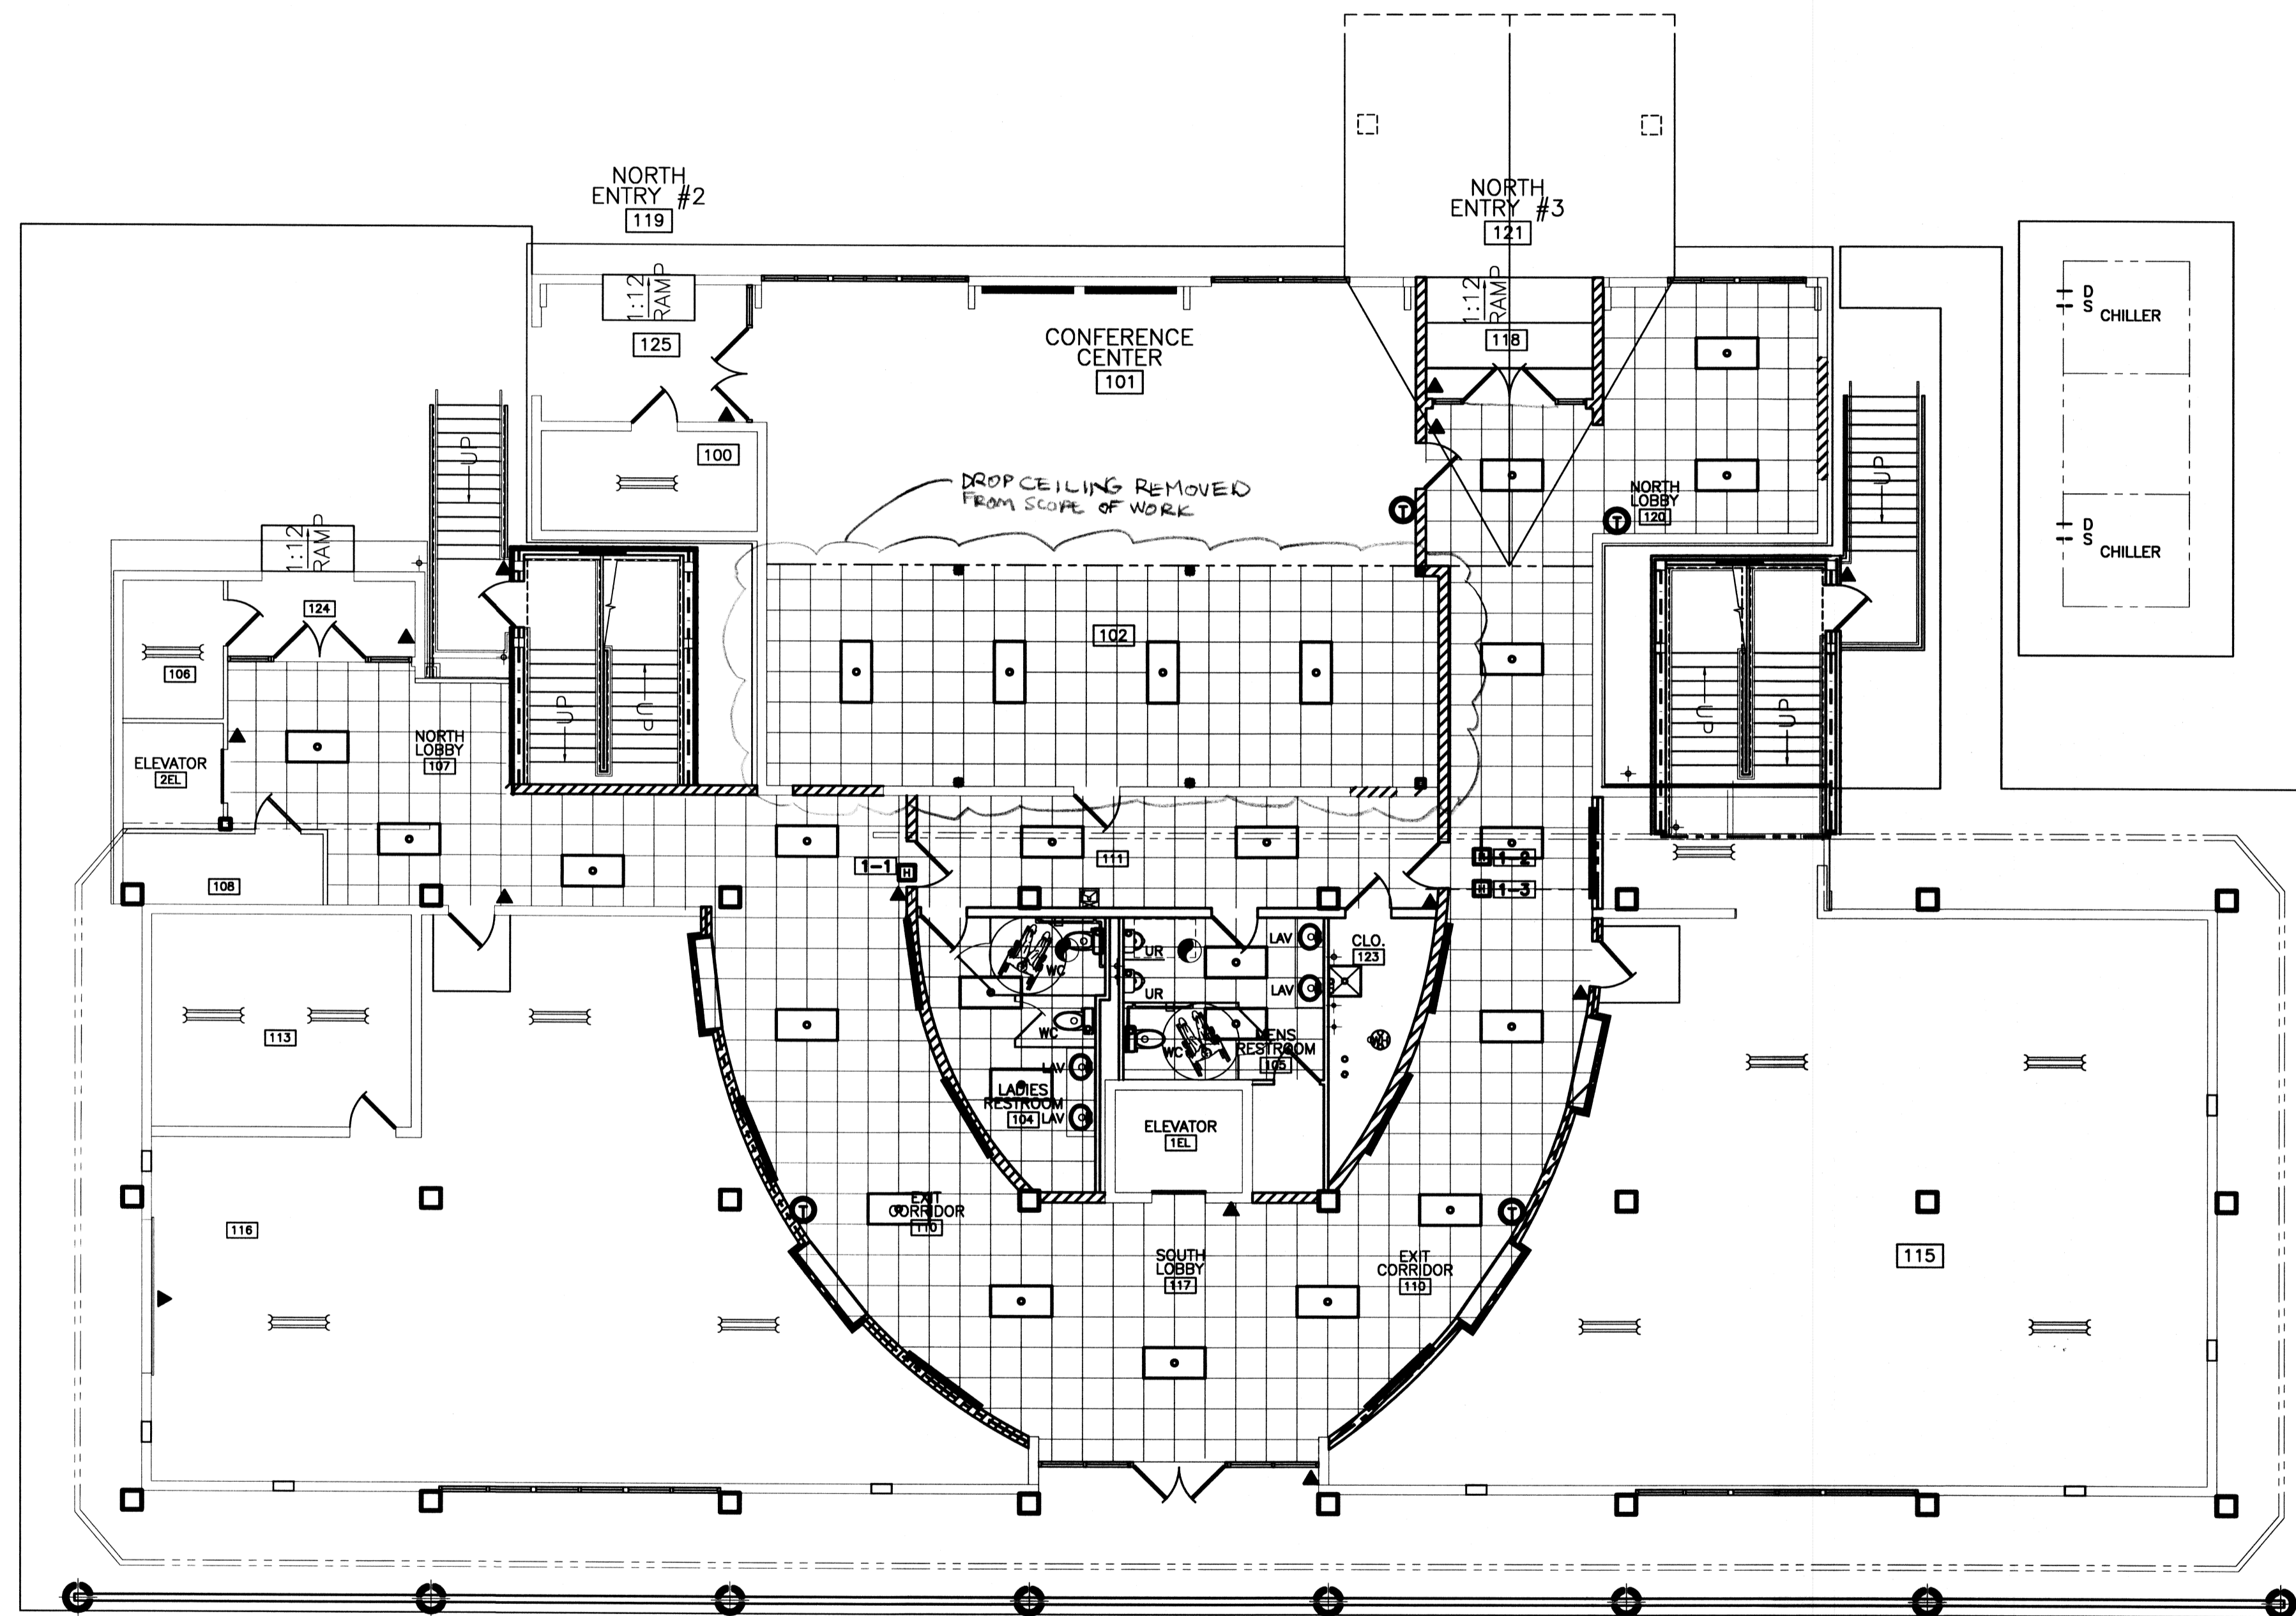 NORTH
ENTRY #2
119
NORTH
ENTRY #3
121
1:12
RAMP
125
CONFERENCE
CENTER
101
1:12
RAMP
118
D
S
CHILLER
UP
100
DROP CEILING REMOVED
FROM SCOPE OF WORK
T
NORTH
LOBBY
120
T
UP
D
S
CHILLER
1:12
RAMP
124
106
102
UP
UP
UP
UP
NORTH
LOBBY
107
ELEVATOR
2EL
108
1-1
H
111
1-2
1-3
H
113
WC
UR
LAV
CLO.
123
UR
LAV
WC
WC
MENS
RESTROOM
105
WH
LAV
LADIES
RESTROOM
104
LAV
ELEVATOR
1EL
116
T
EXIT
CORRIDOR
110
SOUTH
LOBBY
117
EXIT
CORRIDOR
110
T
115